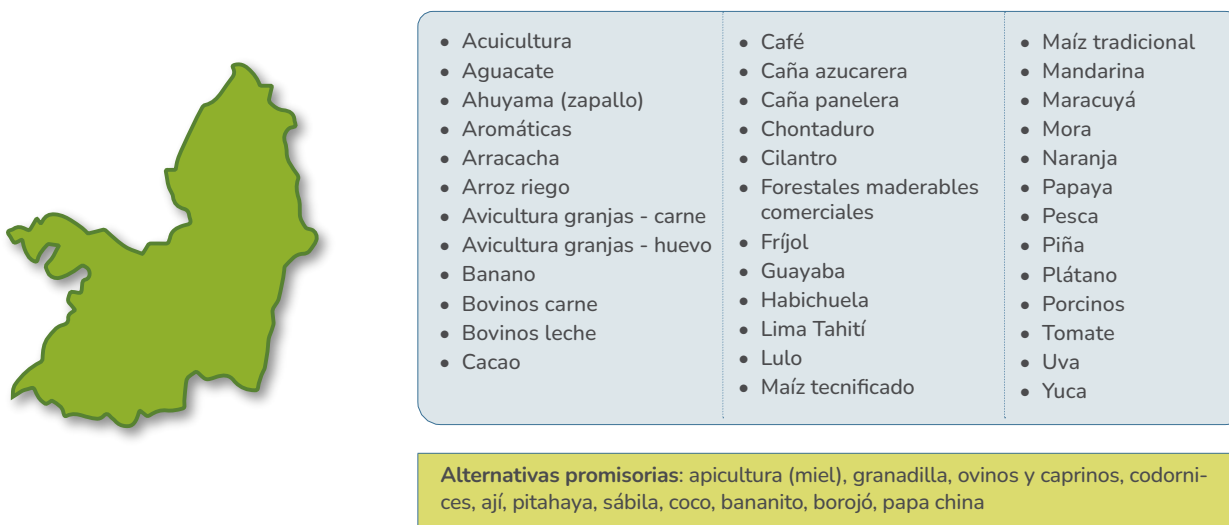 • Acuicultura
• Aguacate
• Ahuyama (zapallo)
• Aromáticas
• Arracacha
• Arroz riego
• Avicultura granjas - carne
• Avicultura granjas - huevo
• Banano
• Bovinos carne
• Bovinos leche
• Cacao
• Café
• Caña azucarera
• Caña panelera
• Chontaduro
• Cilantro
• Forestales maderables
comerciales
• Fríjol
• Guayaba
• Habichuela
• Lima Tahití
• Lulo
• Maíz tecnificado
• Maíz tradicional
• Mandarina
• Maracuyá
• Mora
• Naranja
• Papaya
• Pesca
• Piña
• Plátano
• Porcinos
• Tomate
• Uva
• Yuca
Alternativas promisorias: apicultura (miel), granadilla, ovinos y caprinos, codorni-
ces, ají, pitahaya, sábila, coco, bananito, borojó, papa china